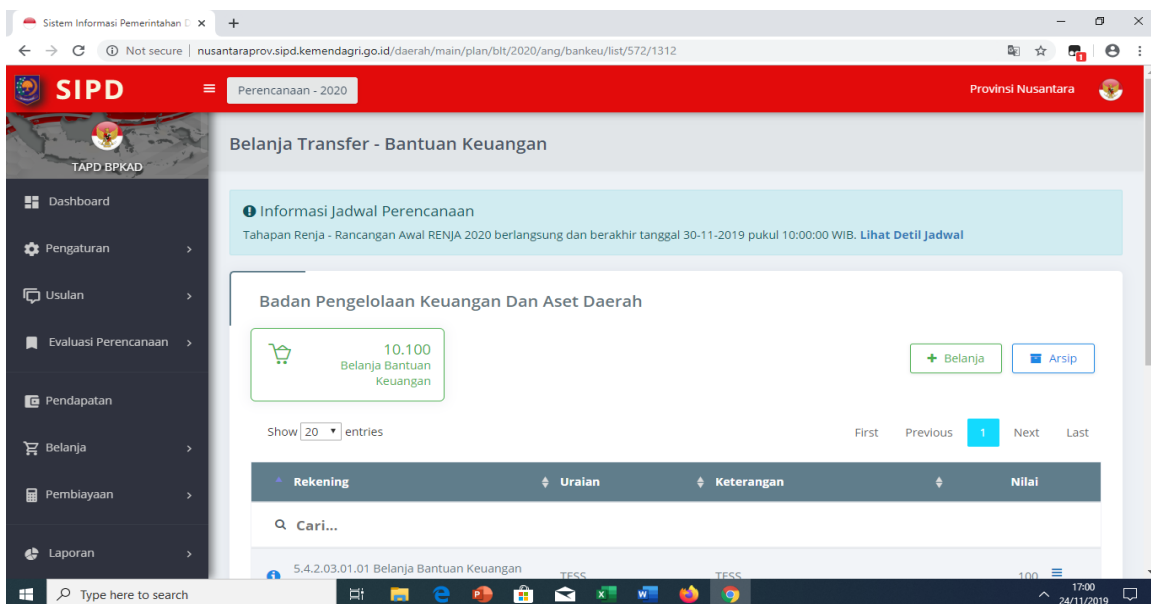 Sistem Informasi Pemerintahan D
Not secure | nusantaraprov.sipd.kemendagri.go.id/daerah/main/plan/blt/2020/ang/bankeu/list/572/1312
1
SIPD
Perencanaan - 2020
Provinsi Nusantara
TAPD BPKAD
Dashboard
Pengaturan
Usulan
Evaluasi Perencanaan
Pendapatan
Belanja
Pembiayaan
Laporan
Belanja Transfer - Bantuan Keuangan
Informasi Jadwal Perencanaan
Tahapan Renja - Rancangan Awal RENJA 2020 berlangsung dan berakhir tanggal 30-11-2019 pukul 10:00:00 WIB. Lihat Detil Jadwal
Badan Pengelolaan Keuangan Dan Aset Daerah
10.100
Belanja Bantuan
Keuangan
+ Belanja
Arsip
Show 20 entries
First Previous 1 Next Last
Rekening Uraian Keterangan Nilai
Cari...
5.4.2.03.01.01 Belanja Bantuan Keuangan TESS TESS 100
Type here to search
17:00
24/11/2019